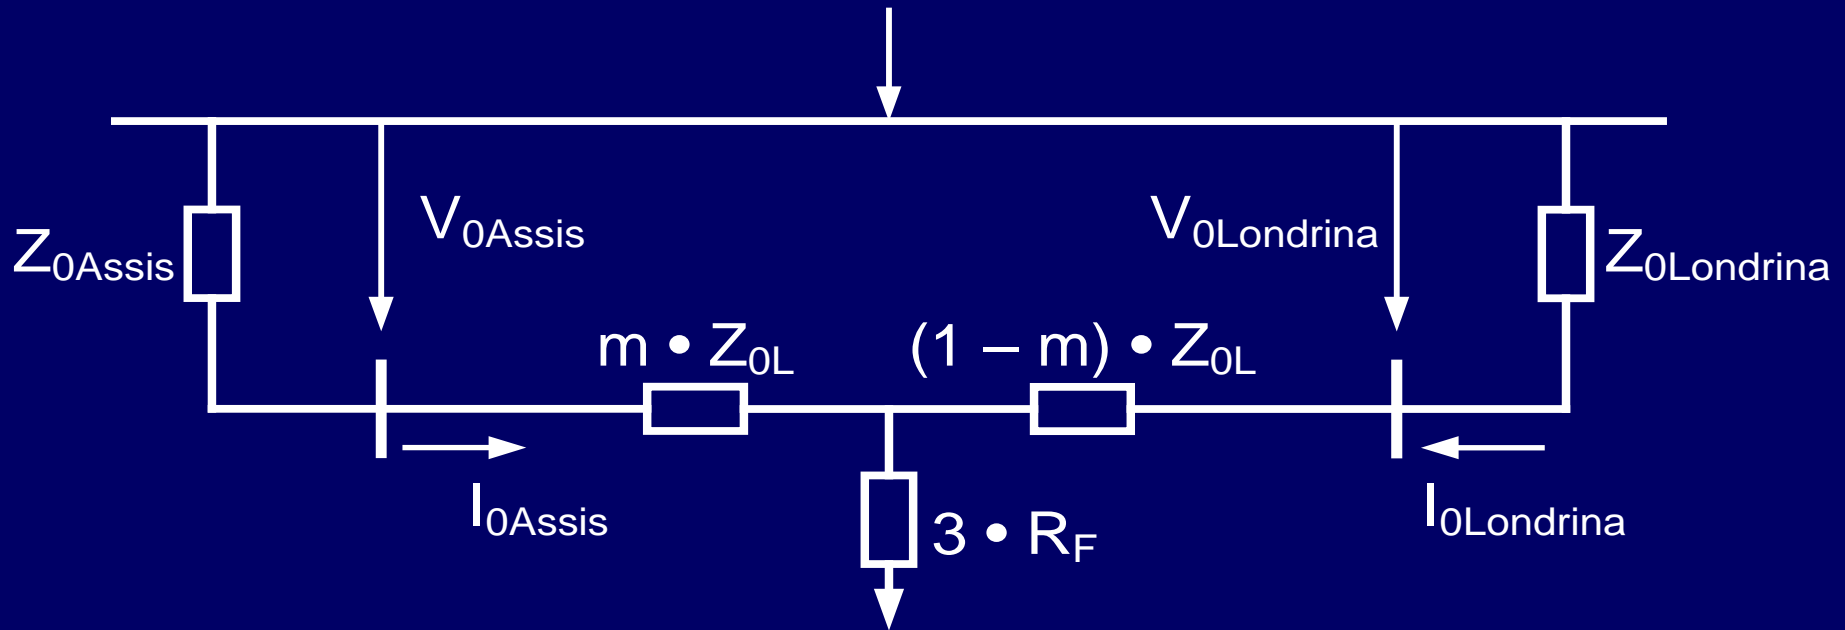 V0Assis
V0Londrina
Z0Assis
Z0Londrina
m • Z0L
(1 – m) • Z0L
I0Assis
I0Londrina
3 • RF